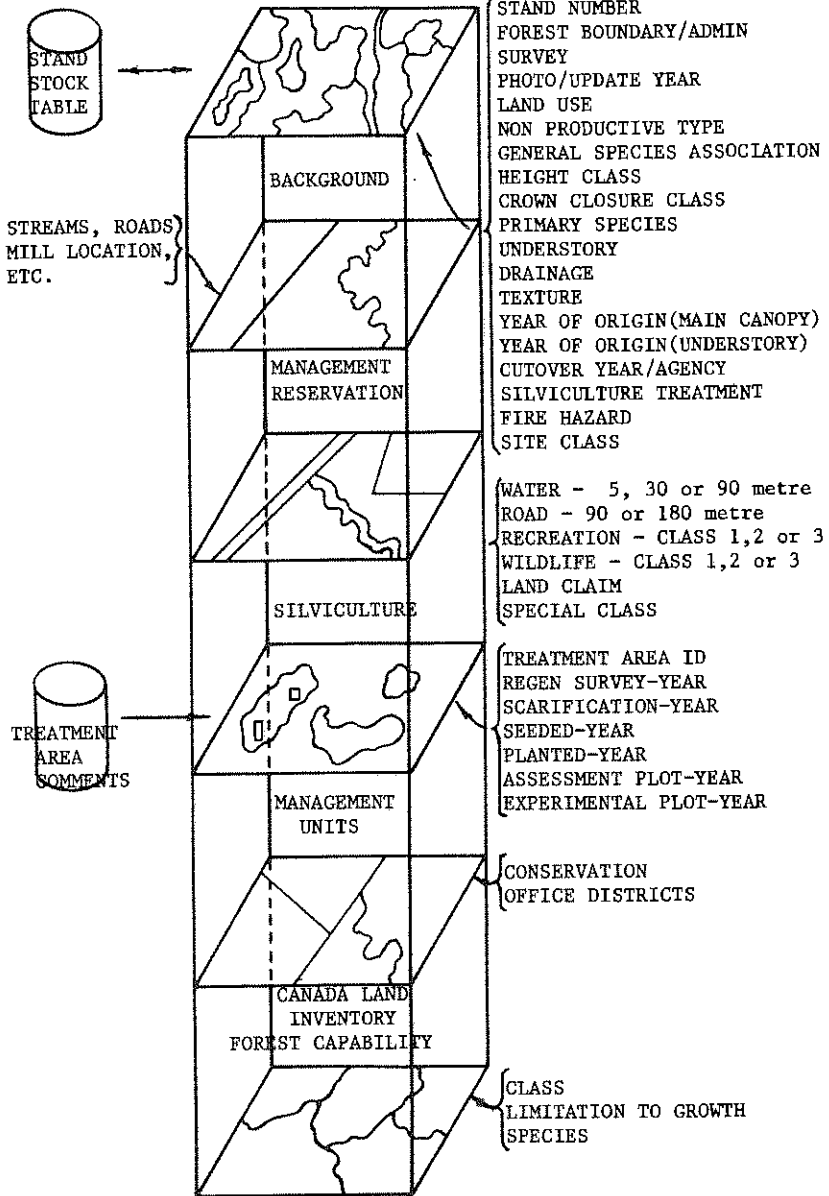 STAND
STOCK
TABLE
STAND NUMBER
FOREST BOUNDARY/ADMIN
SURVEY
PHOTO/UPDATE YEAR
LAND USE
NON PRODUCTIVE TYPE
GENERAL SPECIES ASSOCIATION
HEIGHT CLASS
CROWN CLOSURE CLASS
PRIMARY SPECIES
UNDERSTORY
DRAINAGE
TEXTURE
YEAR OF ORIGIN(MAIN CANOPY)
YEAR OF ORIGIN(UNDERSTORY)
CUTOVER YEAR/AGENCY
SILVICULTURE TREATMENT
FIRE HAZARD
SITE CLASS
BACKGROUND
STREAMS, ROADS
MILL LOCATION,
ETC.
MANAGEMENT
RESERVATION
WATER - 5, 30 or 90 metre
ROAD - 90 or 180 metre
RECREATION - CLASS 1,2 or 3
WILDLIFE - CLASS 1,2 or 3
LAND CLAIM
SPECIAL CLASS
SILVICULTURE
TREATMENT
AREA
COMMENTS
TREATMENT AREA ID
REGEN SURVEY-YEAR
SCARIFICATION-YEAR
SEEDED-YEAR
PLANTED-YEAR
ASSESSMENT PLOT-YEAR
EXPERIMENTAL PLOT-YEAR
MANAGEMENT
UNITS
CONSERVATION
OFFICE DISTRICTS
CANADA LAND
INVENTORY
FOREST CAPABILITY
CLASS
LIMITATION TO GROWTH
SPECIES